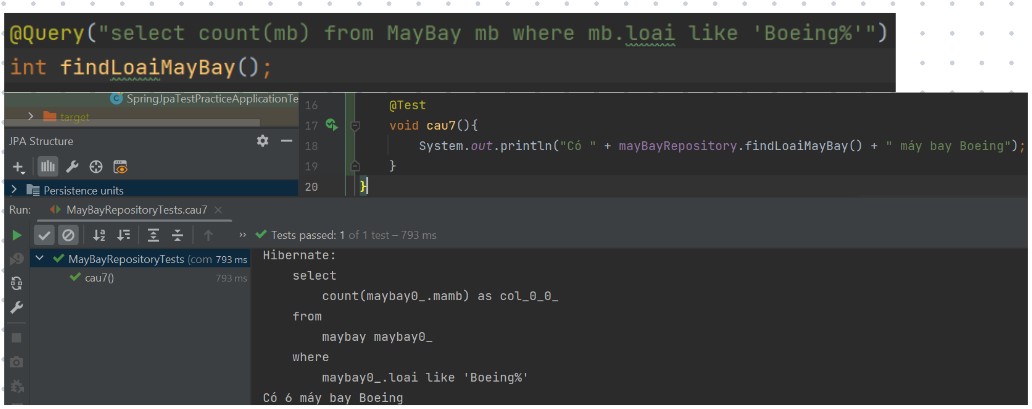 @Query("select count(mb) from MayBay mb where mb.loai like 'Boeing%'")
int findLoaiMayBay();
SpringJpaTestPracticeApplicationTe
target
JPA Structure
Persistence units
16 @Test
17 void cau7(){
18 System.out.println("Có " + mayBayRepository.findLoaiMayBay() + " máy bay Boeing");
19 }
20 }
Run: MayBayRepositoryTests.cau7
Tests passed: 1 of 1 test – 793 ms
MayBayRepositoryTests (com 793 ms
cau7() 793 ms
Hibernate:
select
count(maybay0_.mamb) as col_0_0_
from
maybay maybay0_
where
maybay0_.loai like 'Boeing%'
Có 6 máy bay Boeing